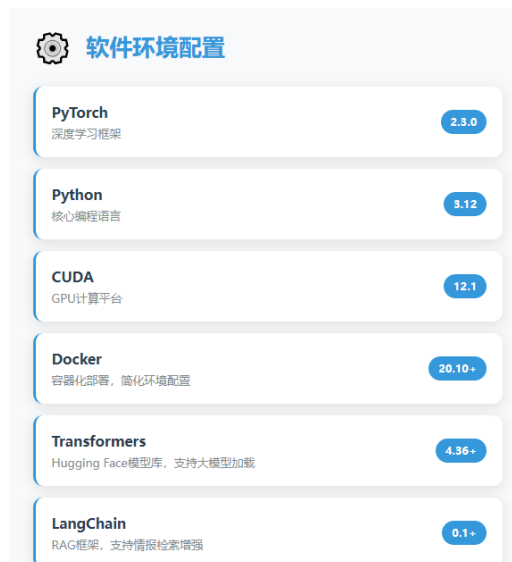 软件环境配置
PyTorch
深度学习框架
2.3.0
Python
核心编程语言
3.12
CUDA
GPU计算平台
12.1
Docker
容器化部署，简化环境配置
20.10+
Transformers
Hugging Face模型库，支持大模型加载
4.36+
LangChain
RAG框架，支持情报检索增强
0.1+